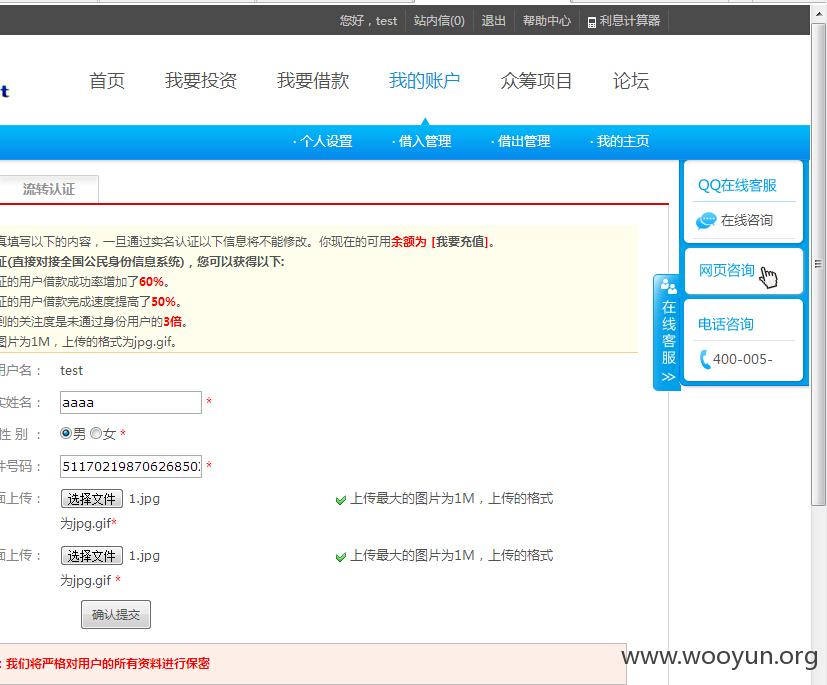 您好，test 站内信(0) 退出 帮助中心 利息计算器
t
首页 我要投资 我要借款 我的账户 众筹项目 论坛
· 个人设置 · 借入管理 · 借出管理 · 我的主页
流转认证
QQ在线客服
在线咨询
网页咨询
电话咨询
400-005-
在线客服
>>
真填写以下的内容，一旦通过实名认证以下信息将不能修改。你现在的可用余额为 [我要充值]。
证(直接对接全国公民身份信息系统)，您可以获得以下:
证的用户借款成功率增加了60%。
证的用户借款完成速度提高了50%。
到的关注度是未通过身份用户的3倍。
图片为1M，上传的格式为jpg.gif。
用户名： test
实姓名： aaaa *
性 别 ： 男 女 *
件号码： *
面上传： 选择文件 1.jpg 上传最大的图片为1M，上传的格式
为jpg.gif*
面上传： 选择文件 1.jpg 上传最大的图片为1M，上传的格式
为jpg.gif *
确认提交
: 我们将严格对用户的所有资料进行保密
www.wooyun.org